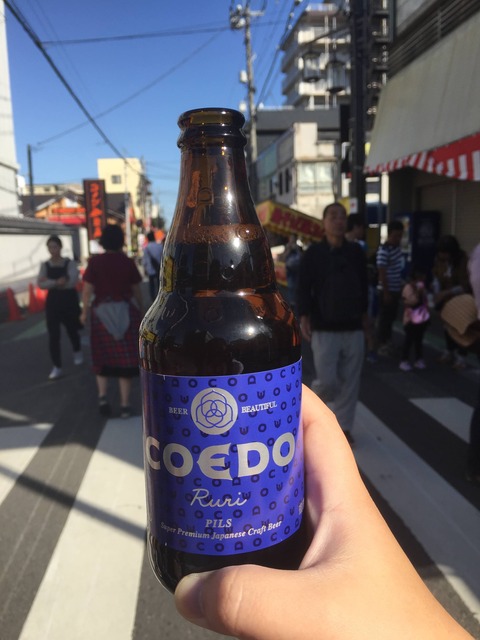 BEER BEAUTIFUL
COEDO
Ruri
PILS
Super Premium Japanese Craft Beer